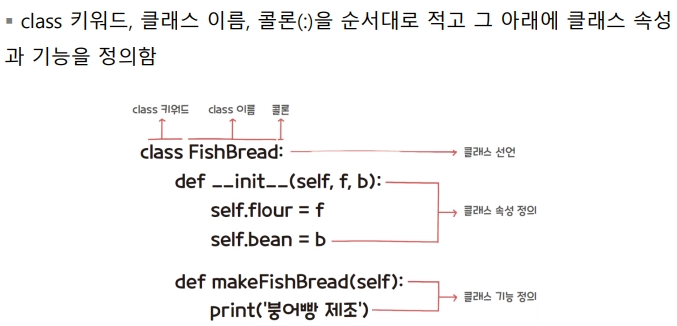 ▪ class 키워드, 클래스 이름, 콜론(:)을 순서대로 적고 그 아래에 클래스 속성
과 기능을 정의함
class 키워드 class 이름 콜론
class FishBread: 클래스 선언
def __init__(self, f, b):
self.flour = f 클래스 속성 정의
self.bean = b
def makeFishBread(self):
클래스 기능 정의
print('붕어빵 제조')